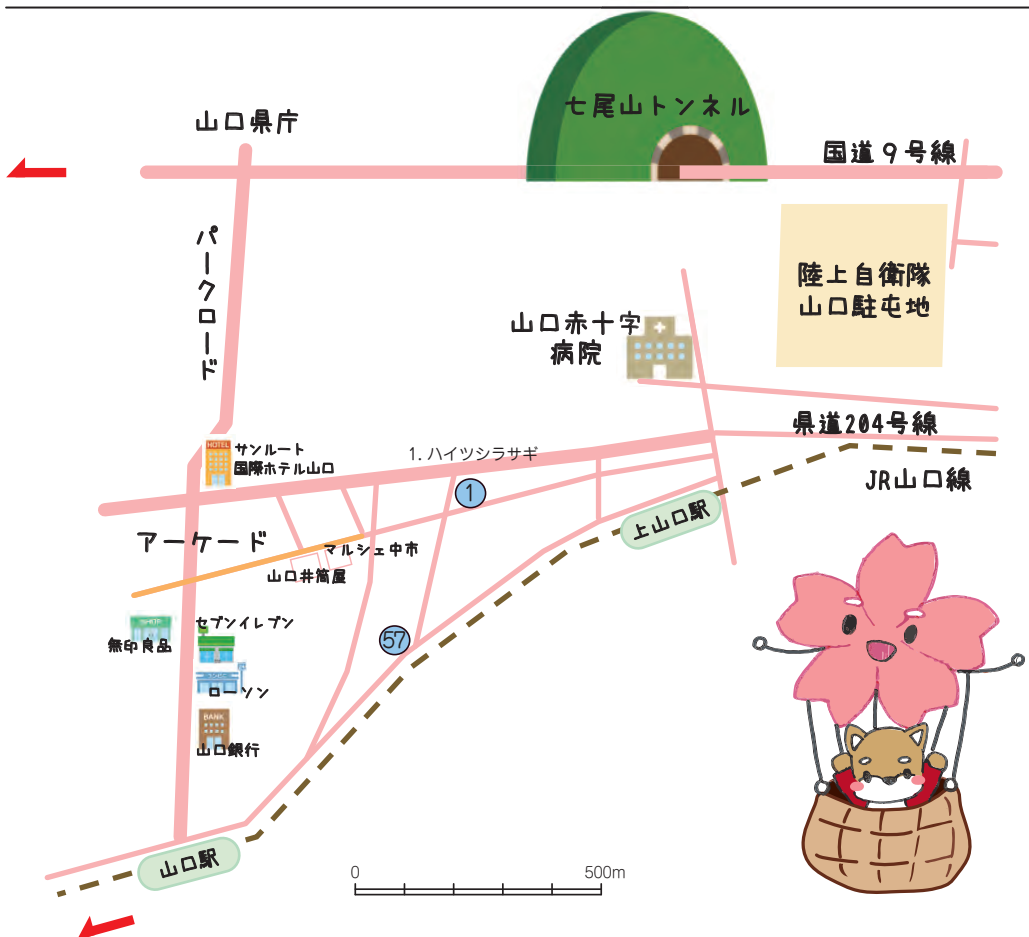 七尾山トンネル
山口県庁
国道9号線
パークロード
陸上自衛隊
山口駐屯地
山口赤十字
病院
県道204号線
サンルート
国際ホテル山口
HOTEL
1. ハイツシラサギ
JR山口線
1
上山口駅
アーケード
マルシェ中市
山口井筒屋
SHOP
無印良品
セブンイレブン
57
ローソン
BANK
山口銀行
山口駅
0 500m